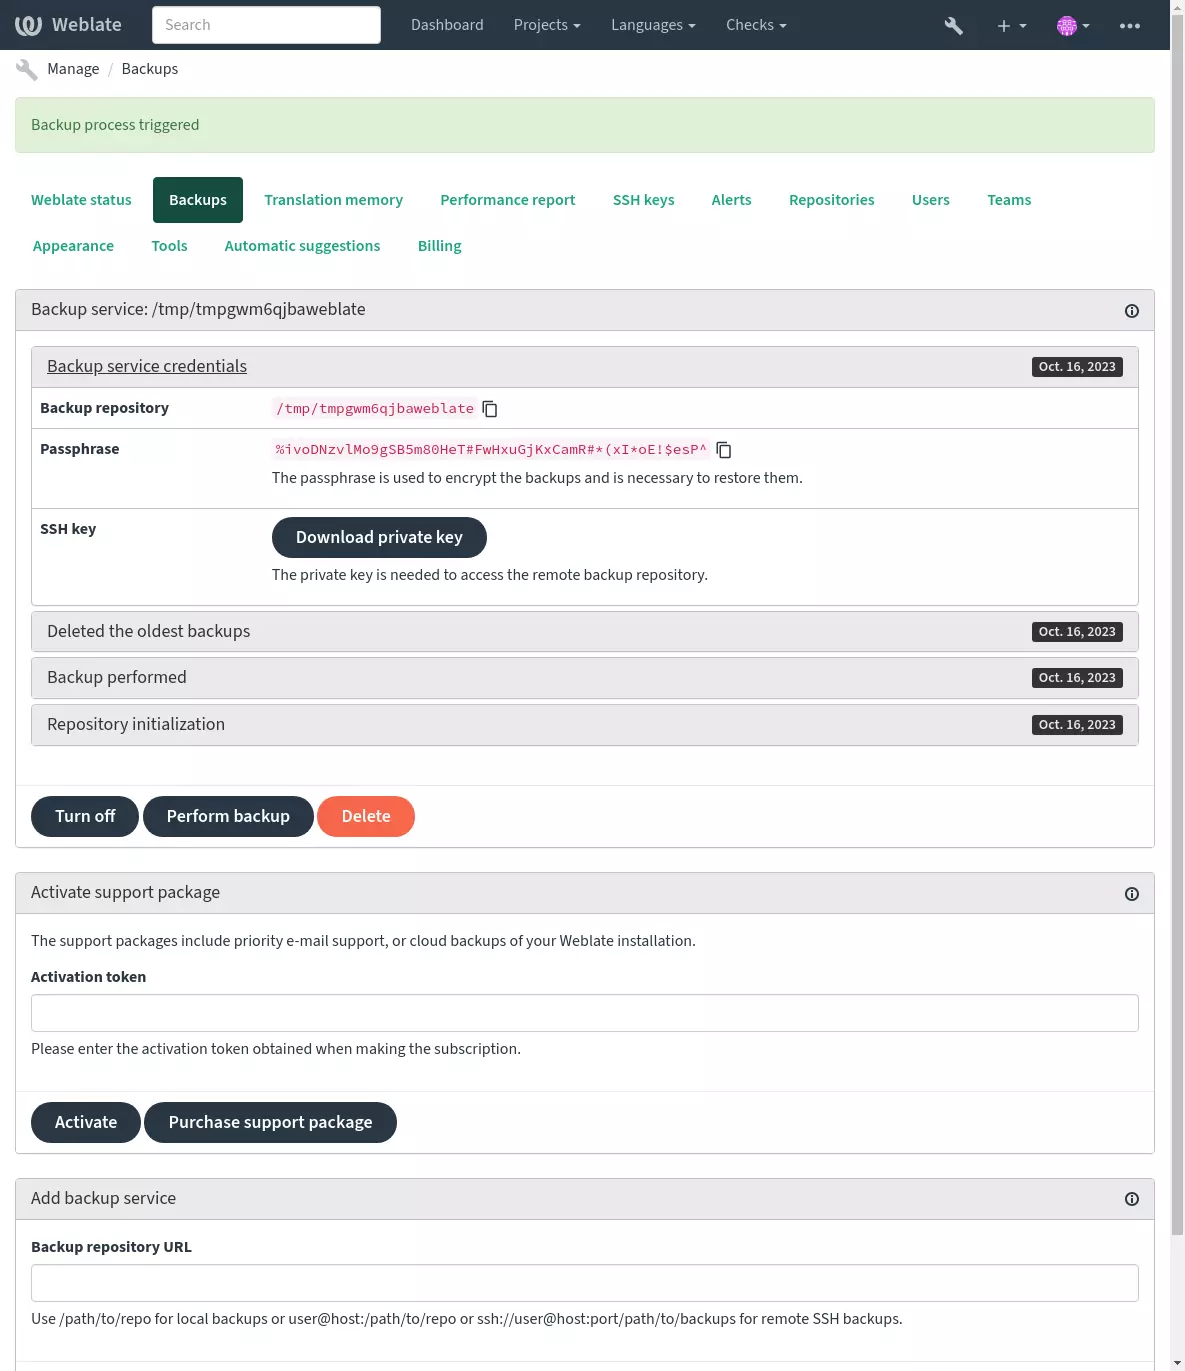 Weblate Search Dashboard Projects Languages Checks
Manage / Backups
Backup process triggered
Weblate status Backups Translation memory Performance report SSH keys Alerts Repositories Users Teams
Appearance Tools Automatic suggestions Billing
Backup service: /tmp/tmpgwm6qjbaweblate
Backup service credentials Oct. 16, 2023
Backup repository /tmp/tmpgwm6qjbaweblate
Passphrase %ivoDNzvlMo9gSB5m80HeT#FwHxuGjKxCamR#*(xI*oE!$esP^
The passphrase is used to encrypt the backups and is necessary to restore them.
SSH key Download private key
The private key is needed to access the remote backup repository.
Deleted the oldest backups Oct. 16, 2023
Backup performed Oct. 16, 2023
Repository initialization Oct. 16, 2023
Turn off Perform backup Delete
Activate support package
The support packages include priority e-mail support, or cloud backups of your Weblate installation.
Activation token
Please enter the activation token obtained when making the subscription.
Activate Purchase support package
Add backup service
Backup repository URL
Use /path/to/repo for local backups or user@host:/path/to/repo or ssh://user@host:port/path/to/backups for remote SSH backups.